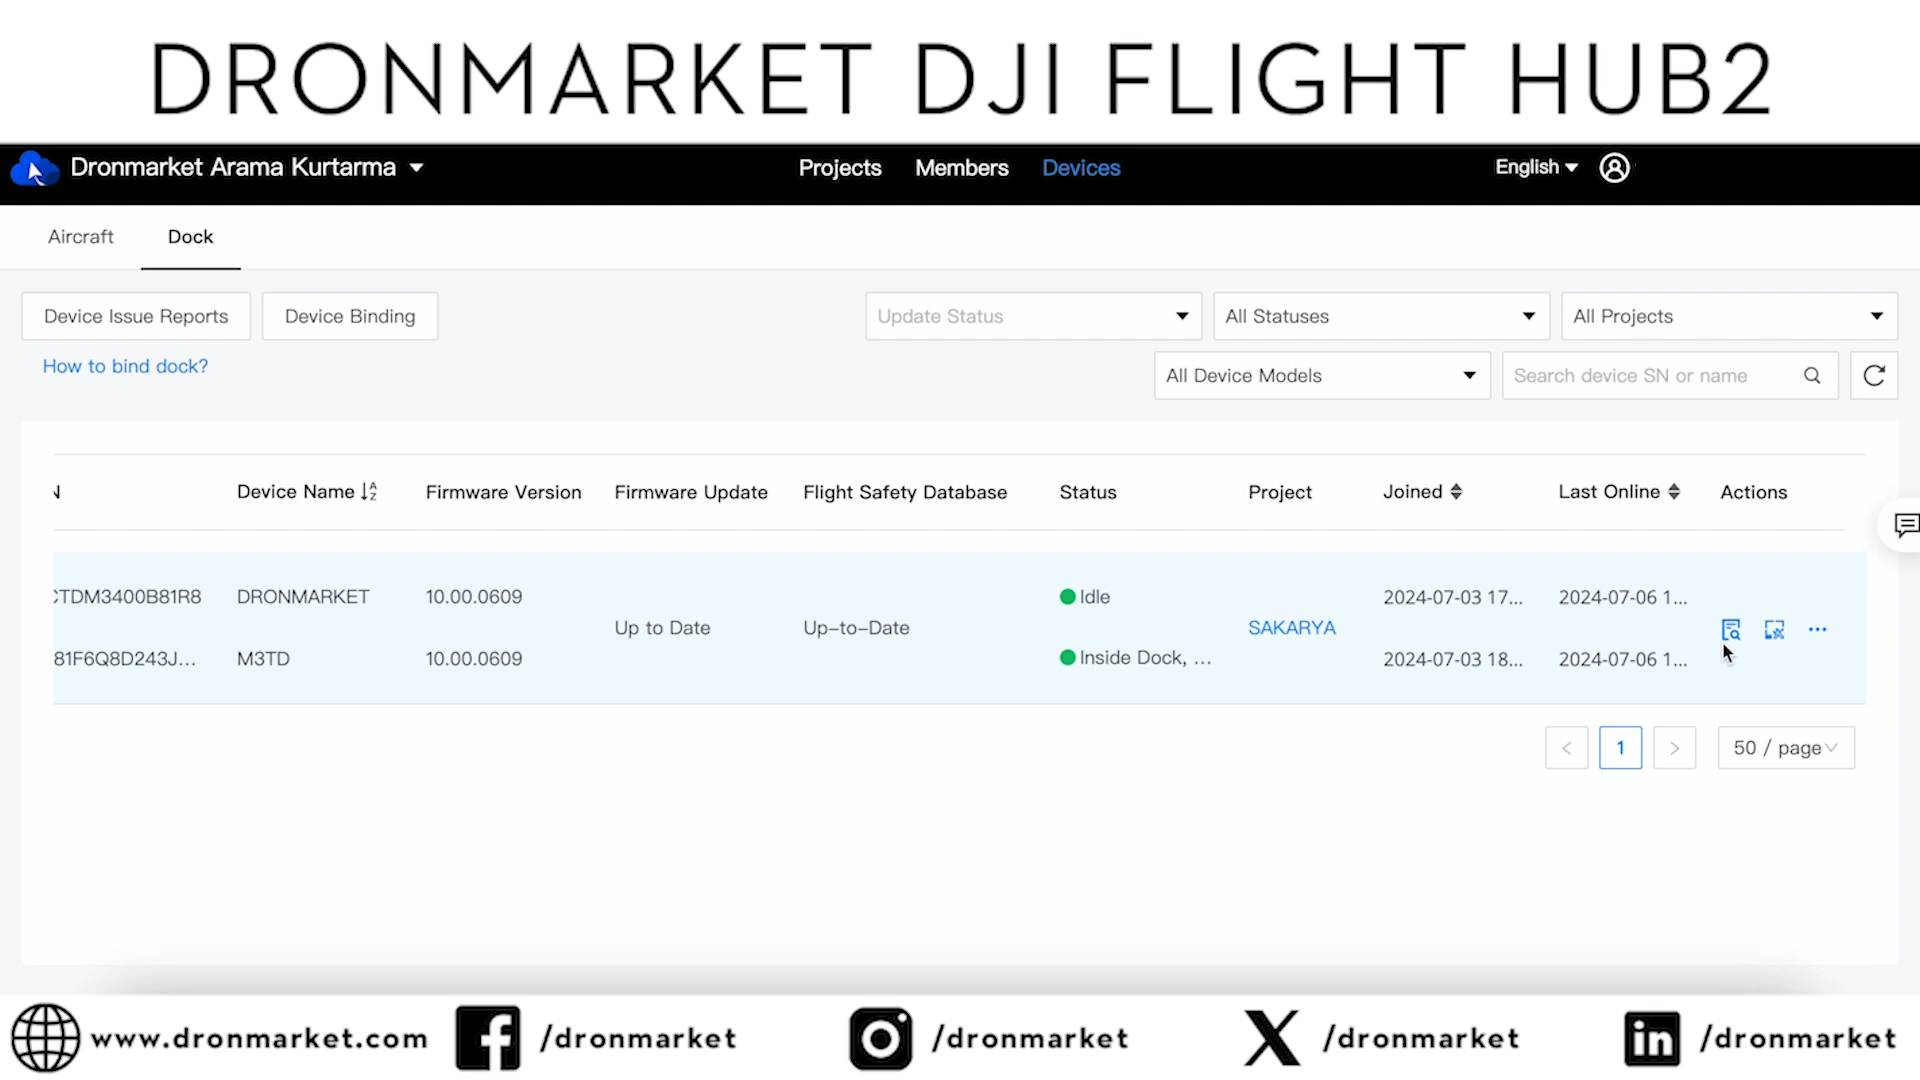 DRONMARKET DJI FLIGHT HUB2
Dronmarket Arama Kurtarma
Projects Members Devices
English
Aircraft Dock
Device Issue Reports Device Binding Update Status All Statuses All Projects
How to bind dock?
All Device Models Search device SN or name
Device Name Firmware Version Firmware Update Flight Safety Database Status Project Joined Last Online Actions
CTDM3400B81R8 DRONMARKET 10.00.0609 Idle 2024-07-03 17... 2024-07-06 1...
Up to Date Up-to-Date SAKARYA
81F6Q8D243J... M3TD 10.00.0609 Inside Dock, ... 2024-07-03 18... 2024-07-06 1...
< 1 > 50 / page
www.dronmarket.com /dronmarket /dronmarket /dronmarket /dronmarket